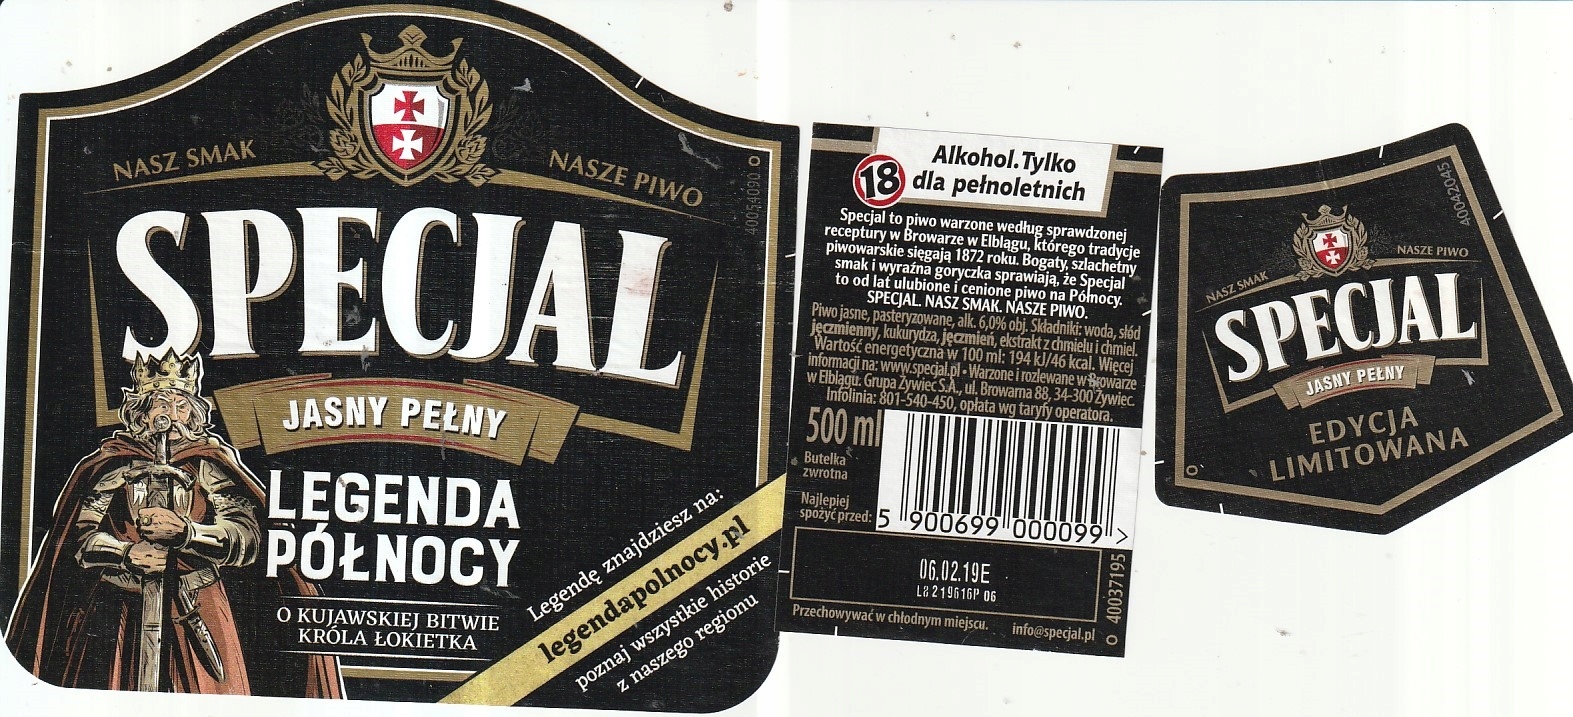 NASZ SMAK
NASZE PIWO
SPECJAL
JASNY PEŁNY
LEGENDA
PÓŁNOCY
O KUJAWSKIEJ BITWIE
KRÓLA ŁOKIETKA
Legendę znajdziesz na:
legendapolnocy.pl
poznaj wszystkie historie
z naszego regionu
40054090
18
Alkohol.Tylko
dla pełnoletnich
Specjal to piwo warzone według sprawdzonej
receptury w Browarze w Elblągu, którego tradycje
piwowarskie sięgają 1872 roku. Bogaty, szlachetny
smak i wyraźna goryczka sprawiają, że Specjal
to od lat ulubione i cenione piwo na Północy.
SPECJAL. NASZ SMAK. NASZE PIWO.
Piwo jasne, pasteryzowane, alk. 6,0% obj. Składniki: woda, słód
jęczmienny, kukurydza, jęczmień, ekstrakt z chmielu i chmiel.
Wartość energetyczna w 100 ml: 194 kJ/46 kcal. Więcej
informacji na: www.specjal.pl • Warzone i rozlewane w Browarze
w Elblągu. Grupa Żywiec S.A., ul. Browarna 88, 34-300 Żywiec.
Infolinia: 801-540-450, opłata wg taryfy operatora.
500 ml
Butelka
zwrotna
Najlepiej
spożyć przed:
5 900699 000099 >
06.02.19E
L8219616P 06
Przechowywać w chłodnym miejscu.
info@specjal.pl
40037195
NASZ SMAK
NASZE PIWO
SPECJAL
JASNY PEŁNY
EDYCJA
LIMITOWANA
40042045